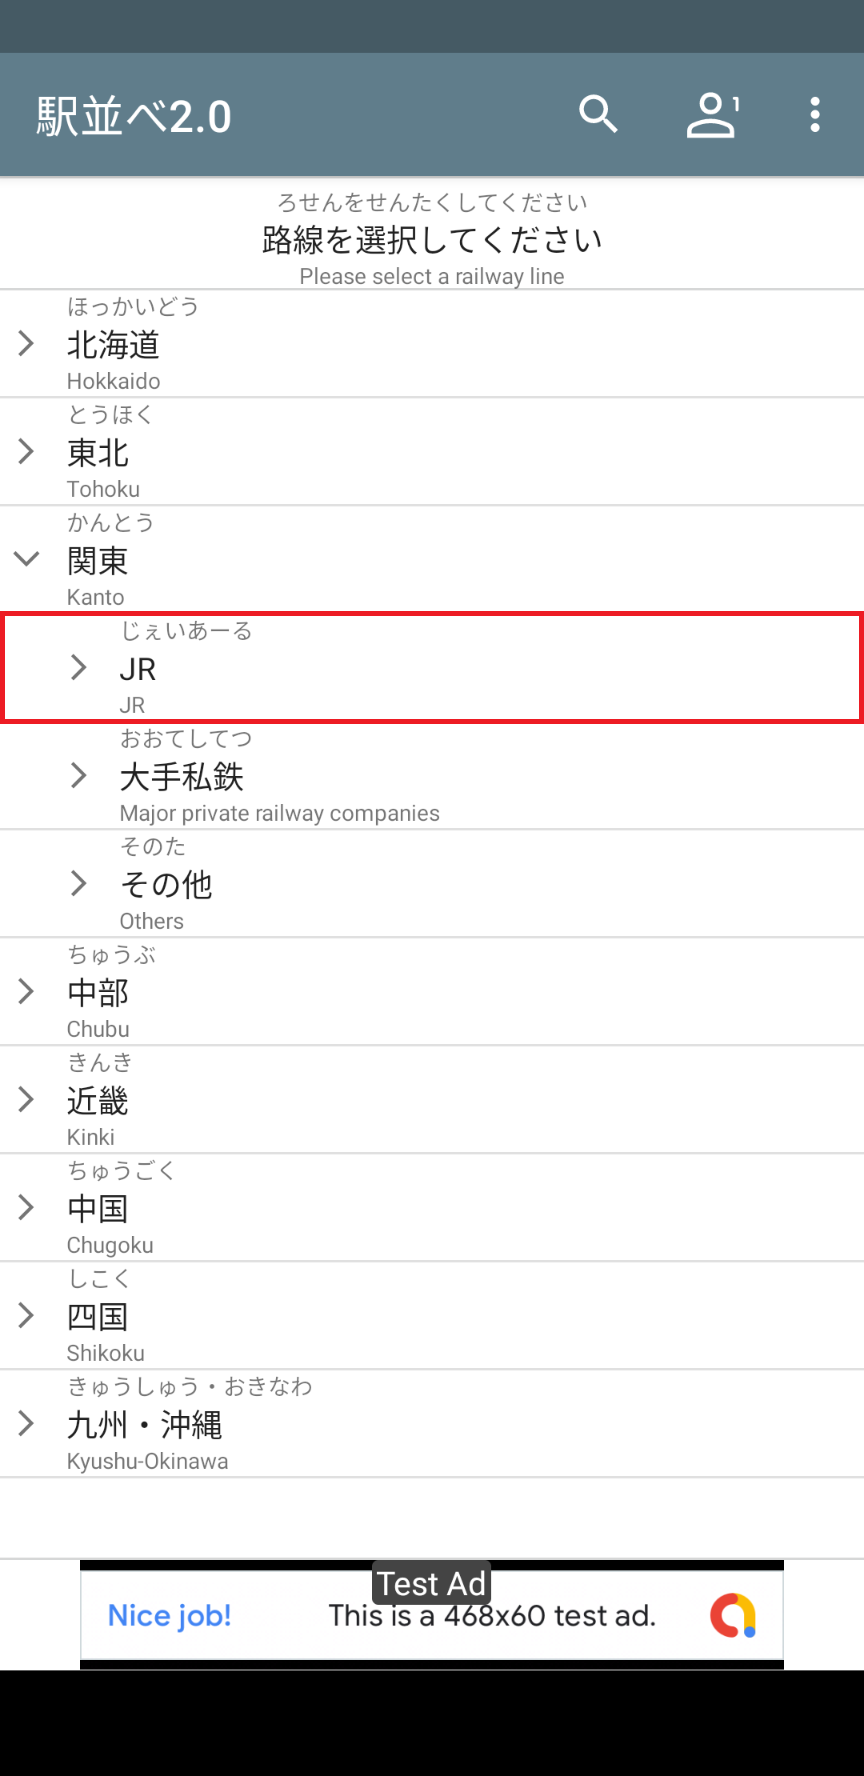 駅並べ2.0
1
ろせんをせんたくしてください
路線を選択してください
Please select a railway line
ほっかいどう
北海道
Hokkaido
とうほく
東北
Tohoku
かんとう
関東
Kanto
じぇいあーる
JR
JR
おおてしてつ
大手私鉄
Major private railway companies
そのた
その他
Others
ちゅうぶ
中部
Chubu
きんき
近畿
Kinki
ちゅうごく
中国
Chugoku
しこく
四国
Shikoku
きゅうしゅう・おきなわ
九州・沖縄
Kyushu-Okinawa
Test Ad
Nice job! This is a 468x60 test ad.